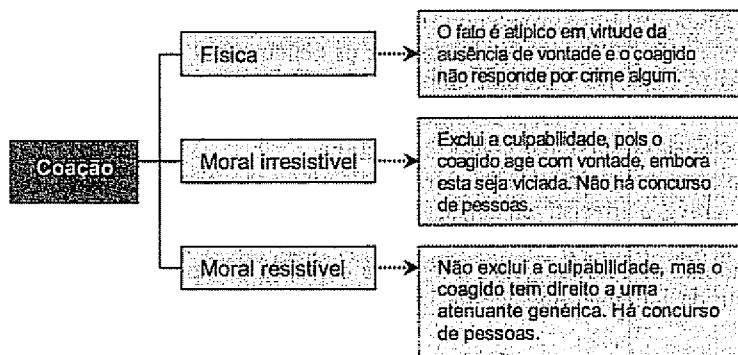 Coação
Física
O fato é atípico em virtude da
ausência de vontade e o coagido
não responde por crime algum.
Moral irresistível
Exclui a culpabilidade, pois o
coagido age com vontade, embora
esta seja viciada. Não há concurso
de pessoas.
Moral resistível
Não exclui a culpabilidade, mas o
coagido tem direito a uma
atenuante genérica. Há concurso
de pessoas.